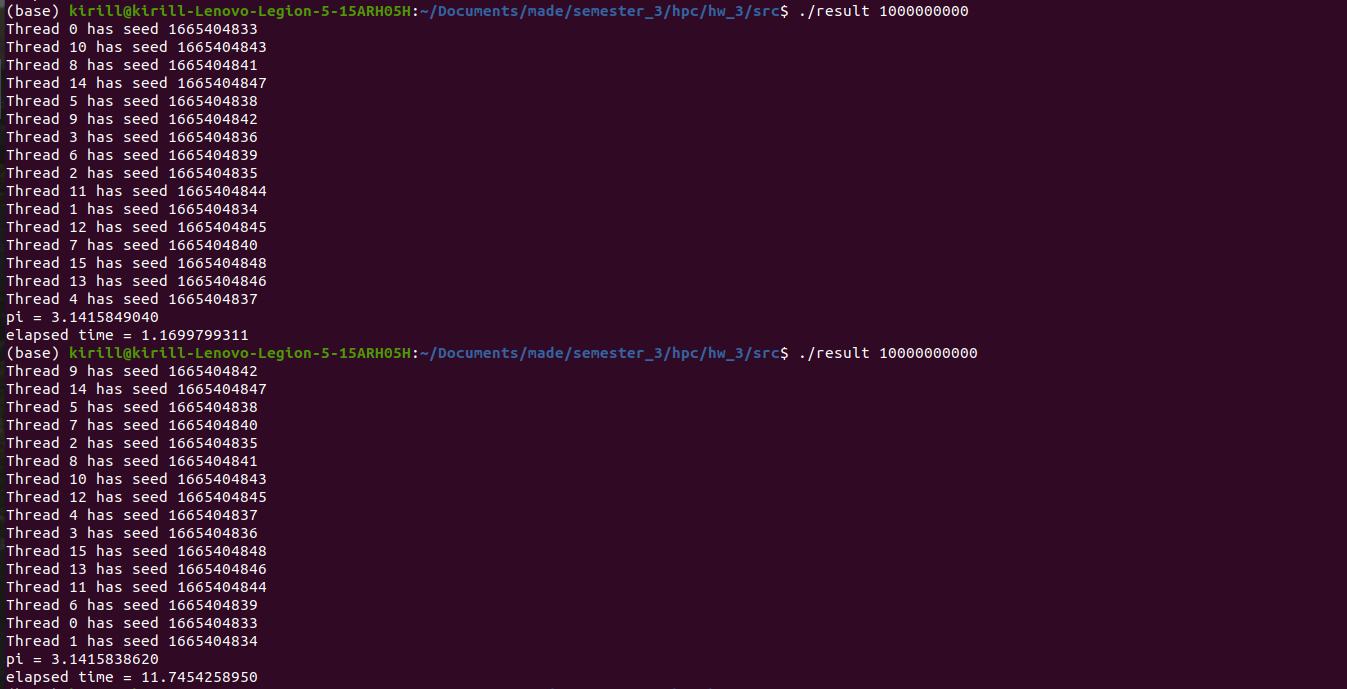 (base) kirill@kirill-Lenovo-Legion-5-15ARH05H:~/Documents/made/semester_3/hpc/hw_3/src$ ./result 1000000000
Thread 0 has seed 1665404833
Thread 10 has seed 1665404843
Thread 8 has seed 1665404841
Thread 14 has seed 1665404847
Thread 5 has seed 1665404838
Thread 9 has seed 1665404842
Thread 3 has seed 1665404836
Thread 6 has seed 1665404839
Thread 2 has seed 1665404835
Thread 11 has seed 1665404844
Thread 1 has seed 1665404834
Thread 12 has seed 1665404845
Thread 7 has seed 1665404840
Thread 15 has seed 1665404848
Thread 13 has seed 1665404846
Thread 4 has seed 1665404837
pi = 3.1415849040
elapsed time = 1.1699799311
(base) kirill@kirill-Lenovo-Legion-5-15ARH05H:~/Documents/made/semester_3/hpc/hw_3/src$ ./result 10000000000
Thread 9 has seed 1665404842
Thread 14 has seed 1665404847
Thread 5 has seed 1665404838
Thread 7 has seed 1665404840
Thread 2 has seed 1665404835
Thread 8 has seed 1665404841
Thread 10 has seed 1665404843
Thread 12 has seed 1665404845
Thread 4 has seed 1665404837
Thread 3 has seed 1665404836
Thread 15 has seed 1665404848
Thread 13 has seed 1665404846
Thread 11 has seed 1665404844
Thread 6 has seed 1665404839
Thread 0 has seed 1665404833
Thread 1 has seed 1665404834
pi = 3.1415838620
elapsed time = 11.7454258950